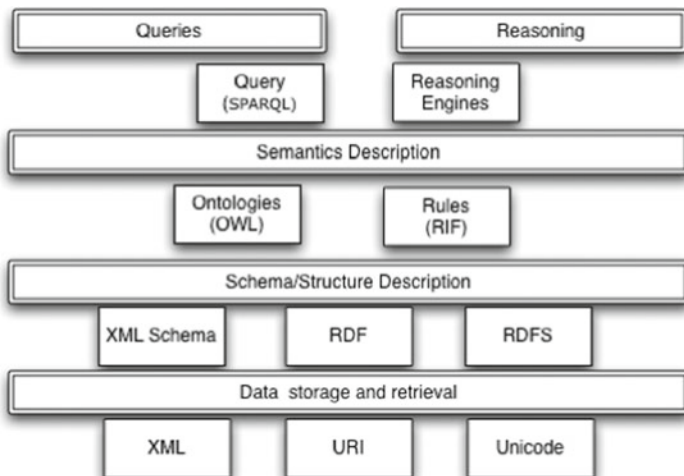 Queries
Reasoning
Query
(SPARQL)
Reasoning
Engines
Semantics Description
Ontologies
(OWL)
Rules
(RIF)
Schema/Structure Description
XML Schema
RDF
RDFS
Data storage and retrieval
XML
URI
Unicode